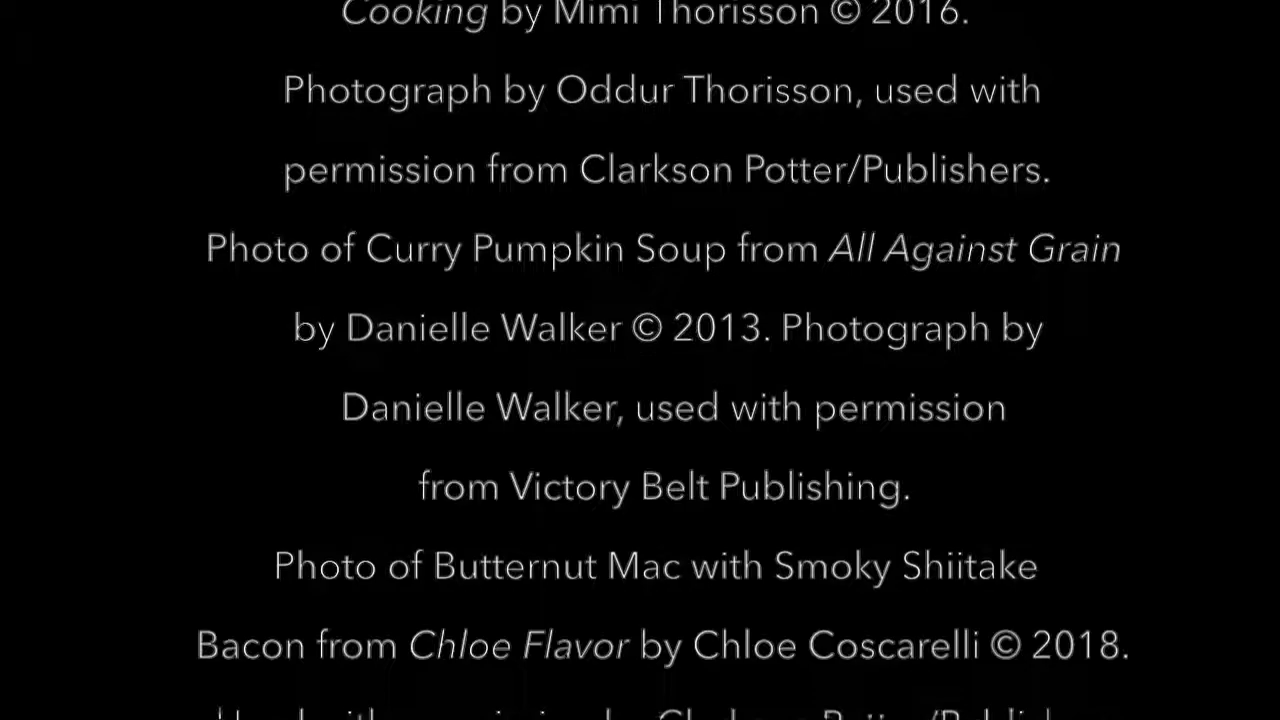 Cooking by Mimi Thorisson © 2016.
Photograph by Oddur Thorisson, used with
permission from Clarkson Potter/Publishers.
Photo of Curry Pumpkin Soup from All Against Grain
by Danielle Walker © 2013. Photograph by
Danielle Walker, used with permission
from Victory Belt Publishing.
Photo of Butternut Mac with Smoky Shiitake
Bacon from Chloe Flavor by Chloe Coscarelli © 2018.